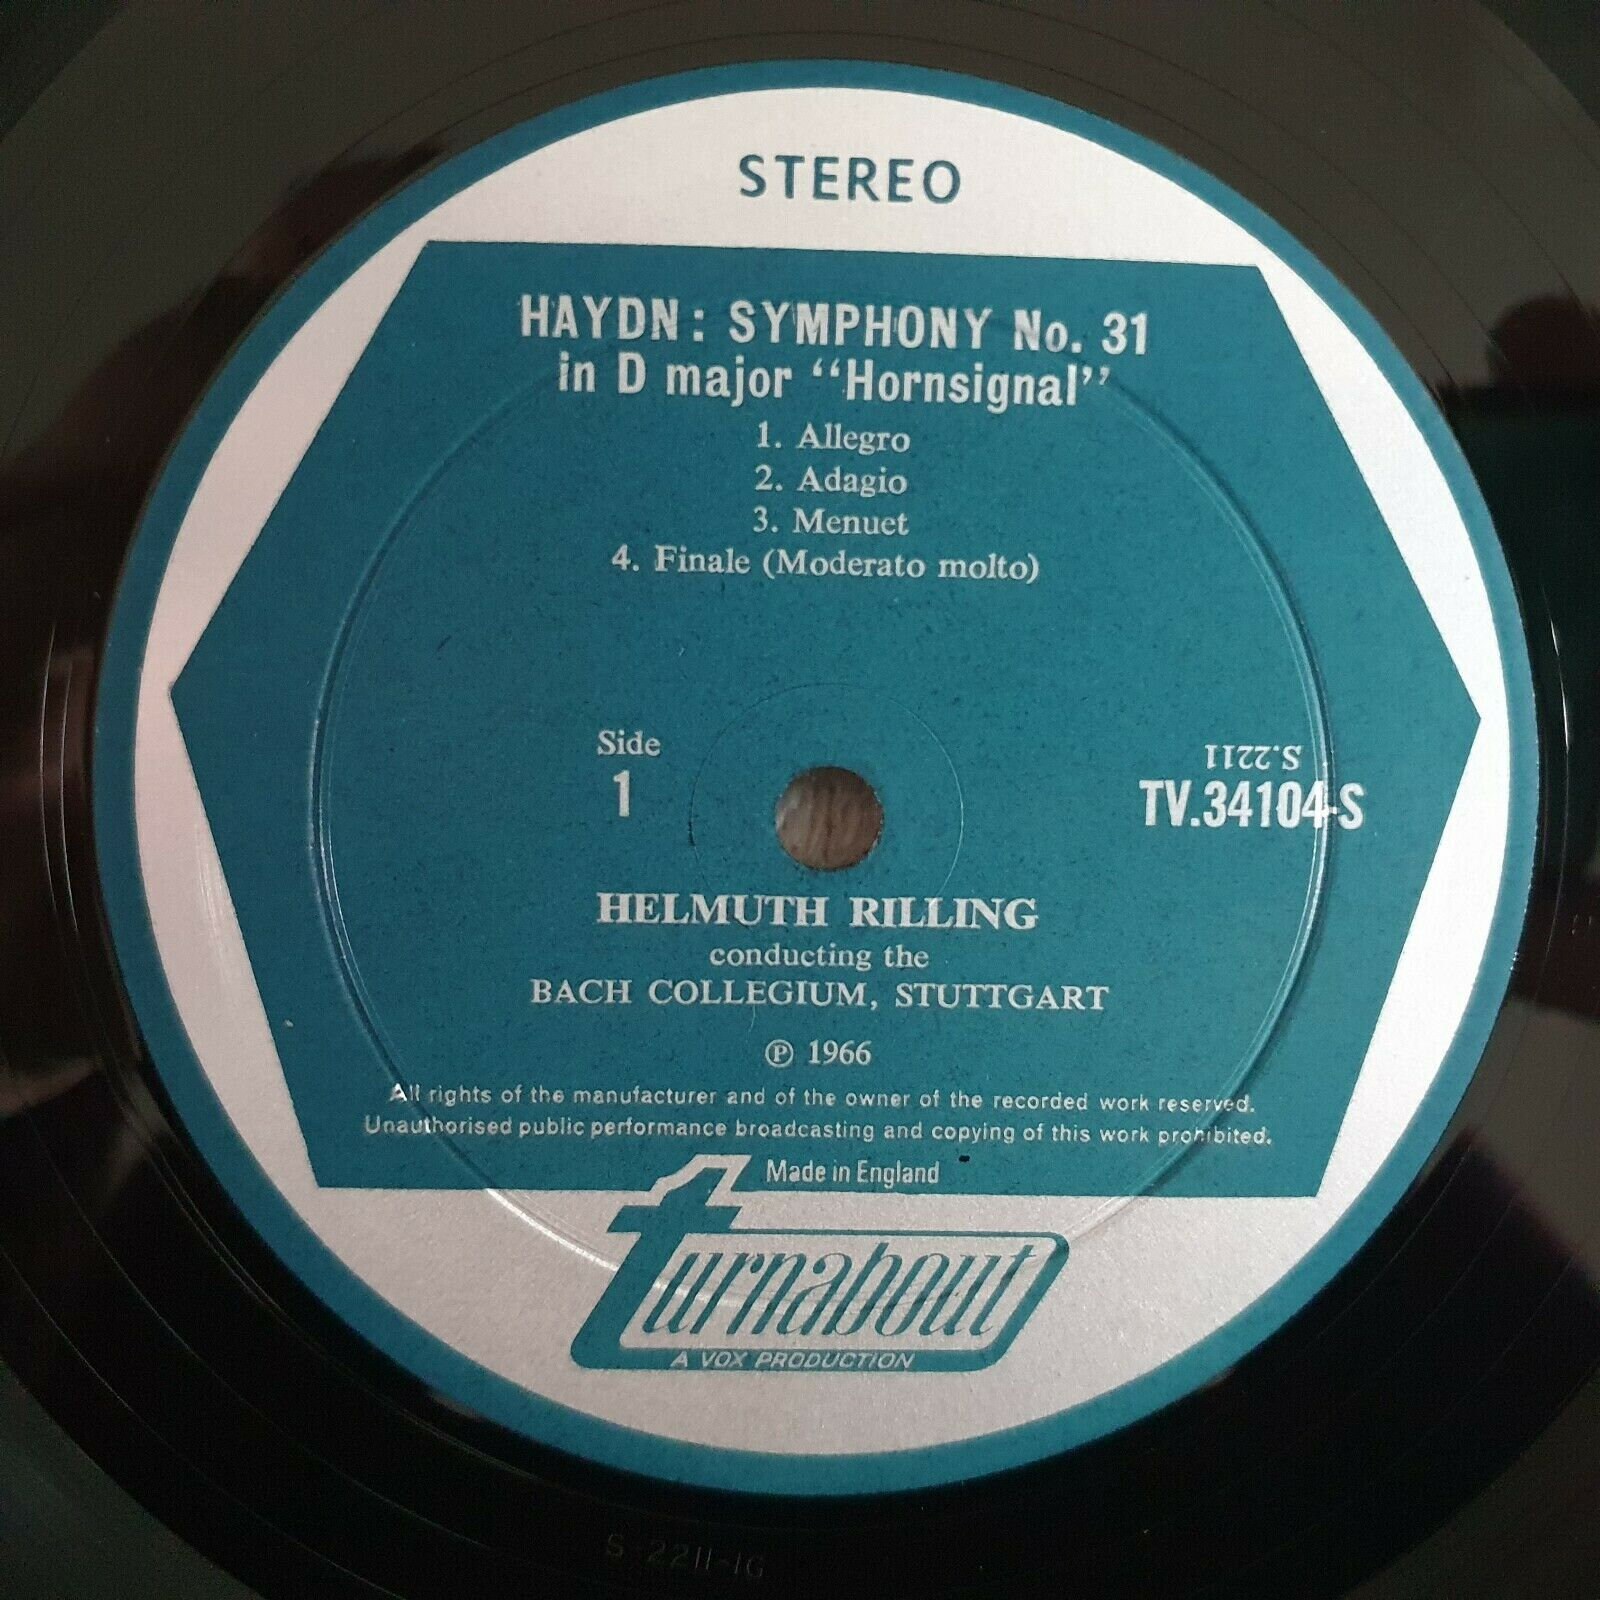 STEREO
HAYDN: SYMPHONY No. 31
in D major “Hornsignal”
1. Allegro
2. Adagio
3. Menuet
4. Finale (Moderato molto)
Side
1
S.2211
TV.34104-S
HELMUTH RILLING
conducting the
BACH COLLEGIUM, STUTTGART
℗ 1966
All rights of the manufacturer and of the owner of the recorded work reserved.
Unauthorised public performance broadcasting and copying of this work prohibited.
Made in England
turnabout
A VOX PRODUCTION
S-2211-1G